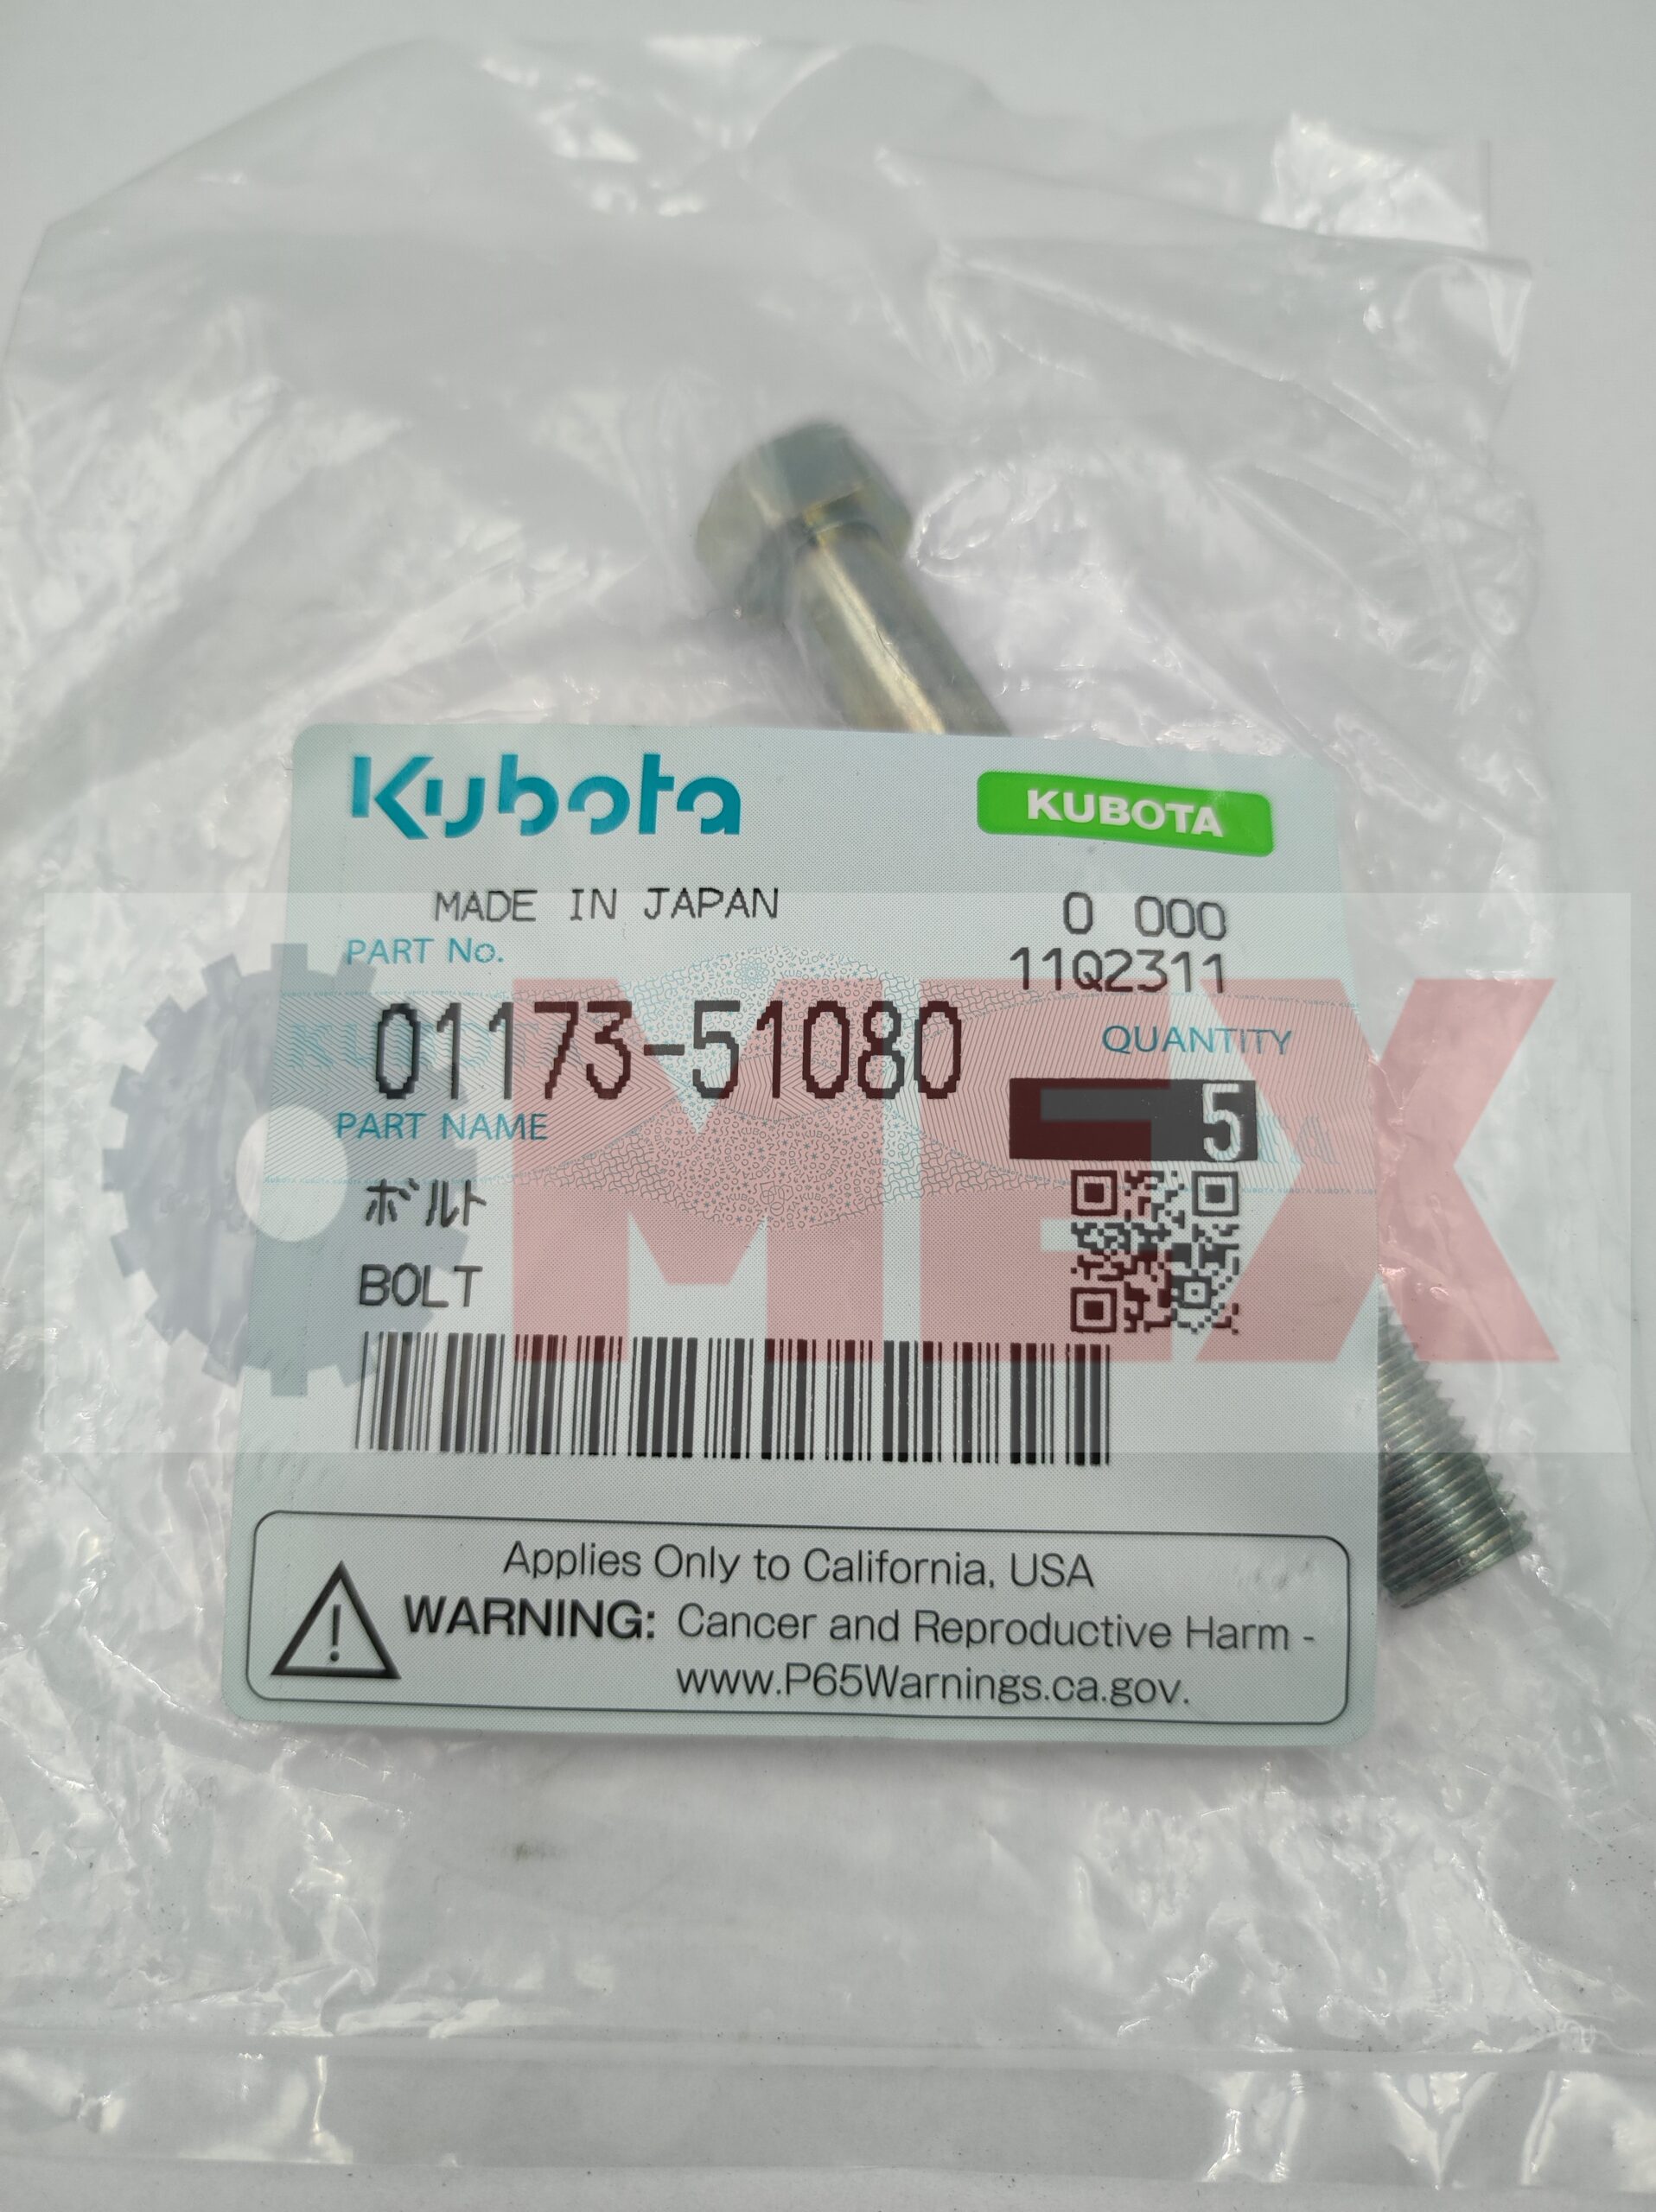 Kubota
KUBOTA
MADE IN JAPAN
0 000
PART No.
11Q2311
01173-51080
QUANTITY
5
PART NAME
ボルト
BOLT
MEX
Applies Only to California, USA
WARNING: Cancer and Reproductive Harm -
www.P65Warnings.ca.gov.